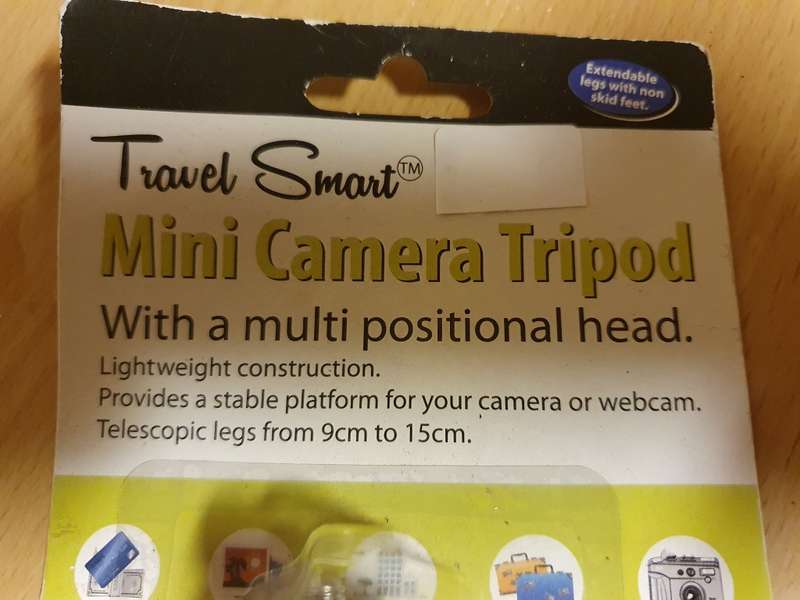 Extendable
legs with non
skid feet.
Travel Smart™
Mini Camera Tripod
With a multi positional head.
Lightweight construction.
Provides a stable platform for your camera or webcam.
Telescopic legs from 9cm to 15cm.